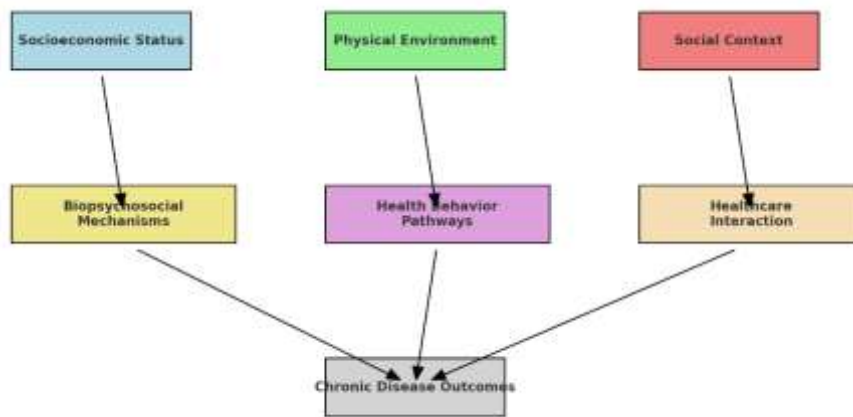 Socioeconomic Status
Physical Environment
Social Context
Biopsychosocial
Mechanisms
Health Behavior
Pathways
Healthcare
Interaction
Chronic Disease Outcomes